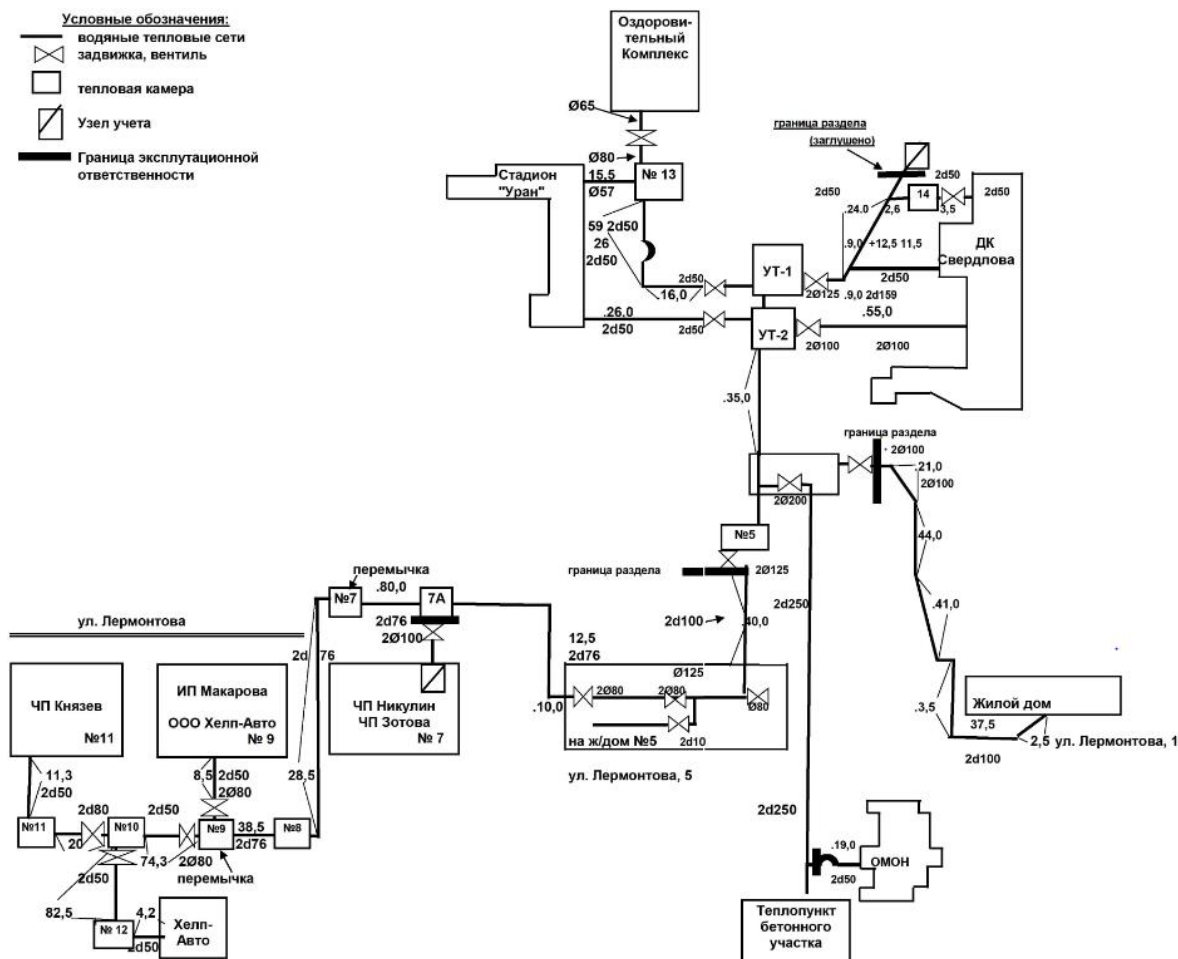 Условные обозначения:
водяные тепловые сети
задвижка, вентиль
тепловая камера
Узел учета
Граница эксплутационной
ответственности
Оздорови-
тельный
Комплекс
Ø65
Ø80
15,5
Ø57
№ 13
Стадион
"Уран"
59 2d50
26
2d50
.16,0
2d50
УТ-1
2Ø125
граница раздела
(заглушено)
2d50
2d50
.24.0
2,6
14
3,5
2d50
.9,0 +12,5 11,5
ДК
Свердлова
2d50
.9,0 2d159
.55,0
.26,0
2d50
2d50
УТ-2
2Ø100
2Ø100
.35,0
граница раздела
2Ø100
.21,0
2Ø100
2Ø200
44,0
№5
граница раздела
2Ø125
2d250
.41,0
перемычка
.80,0
№7
7А
2d76
2Ø100
2d100
.40,0
ул. Лермонтова
2d 76
12,5
2d76
Ø125
2Ø80
2Ø80
Ø80
.10,0
на ж/дом №5
2d10
ул. Лермонтова, 5
ЧП Князев
№11
ИП Макарова
ООО Хелп-Авто
№ 9
ЧП Никулин
ЧП Зотова
№ 7
Жилой дом
.3,5
37,5
2,5
ул. Лермонтова, 1
2d100
11,3
2d50
8,5
2d50
2Ø80
28,5
2d80
2d50
№11
20
№10
74,3
2Ø80
№9
38,5
2d76
№8
перемычка
2d50
82,5
№ 12
4,2
2d50
Хелп-
Авто
2d250
.19,0
2d50
ОМОН
Теплопункт
бетонного
участка